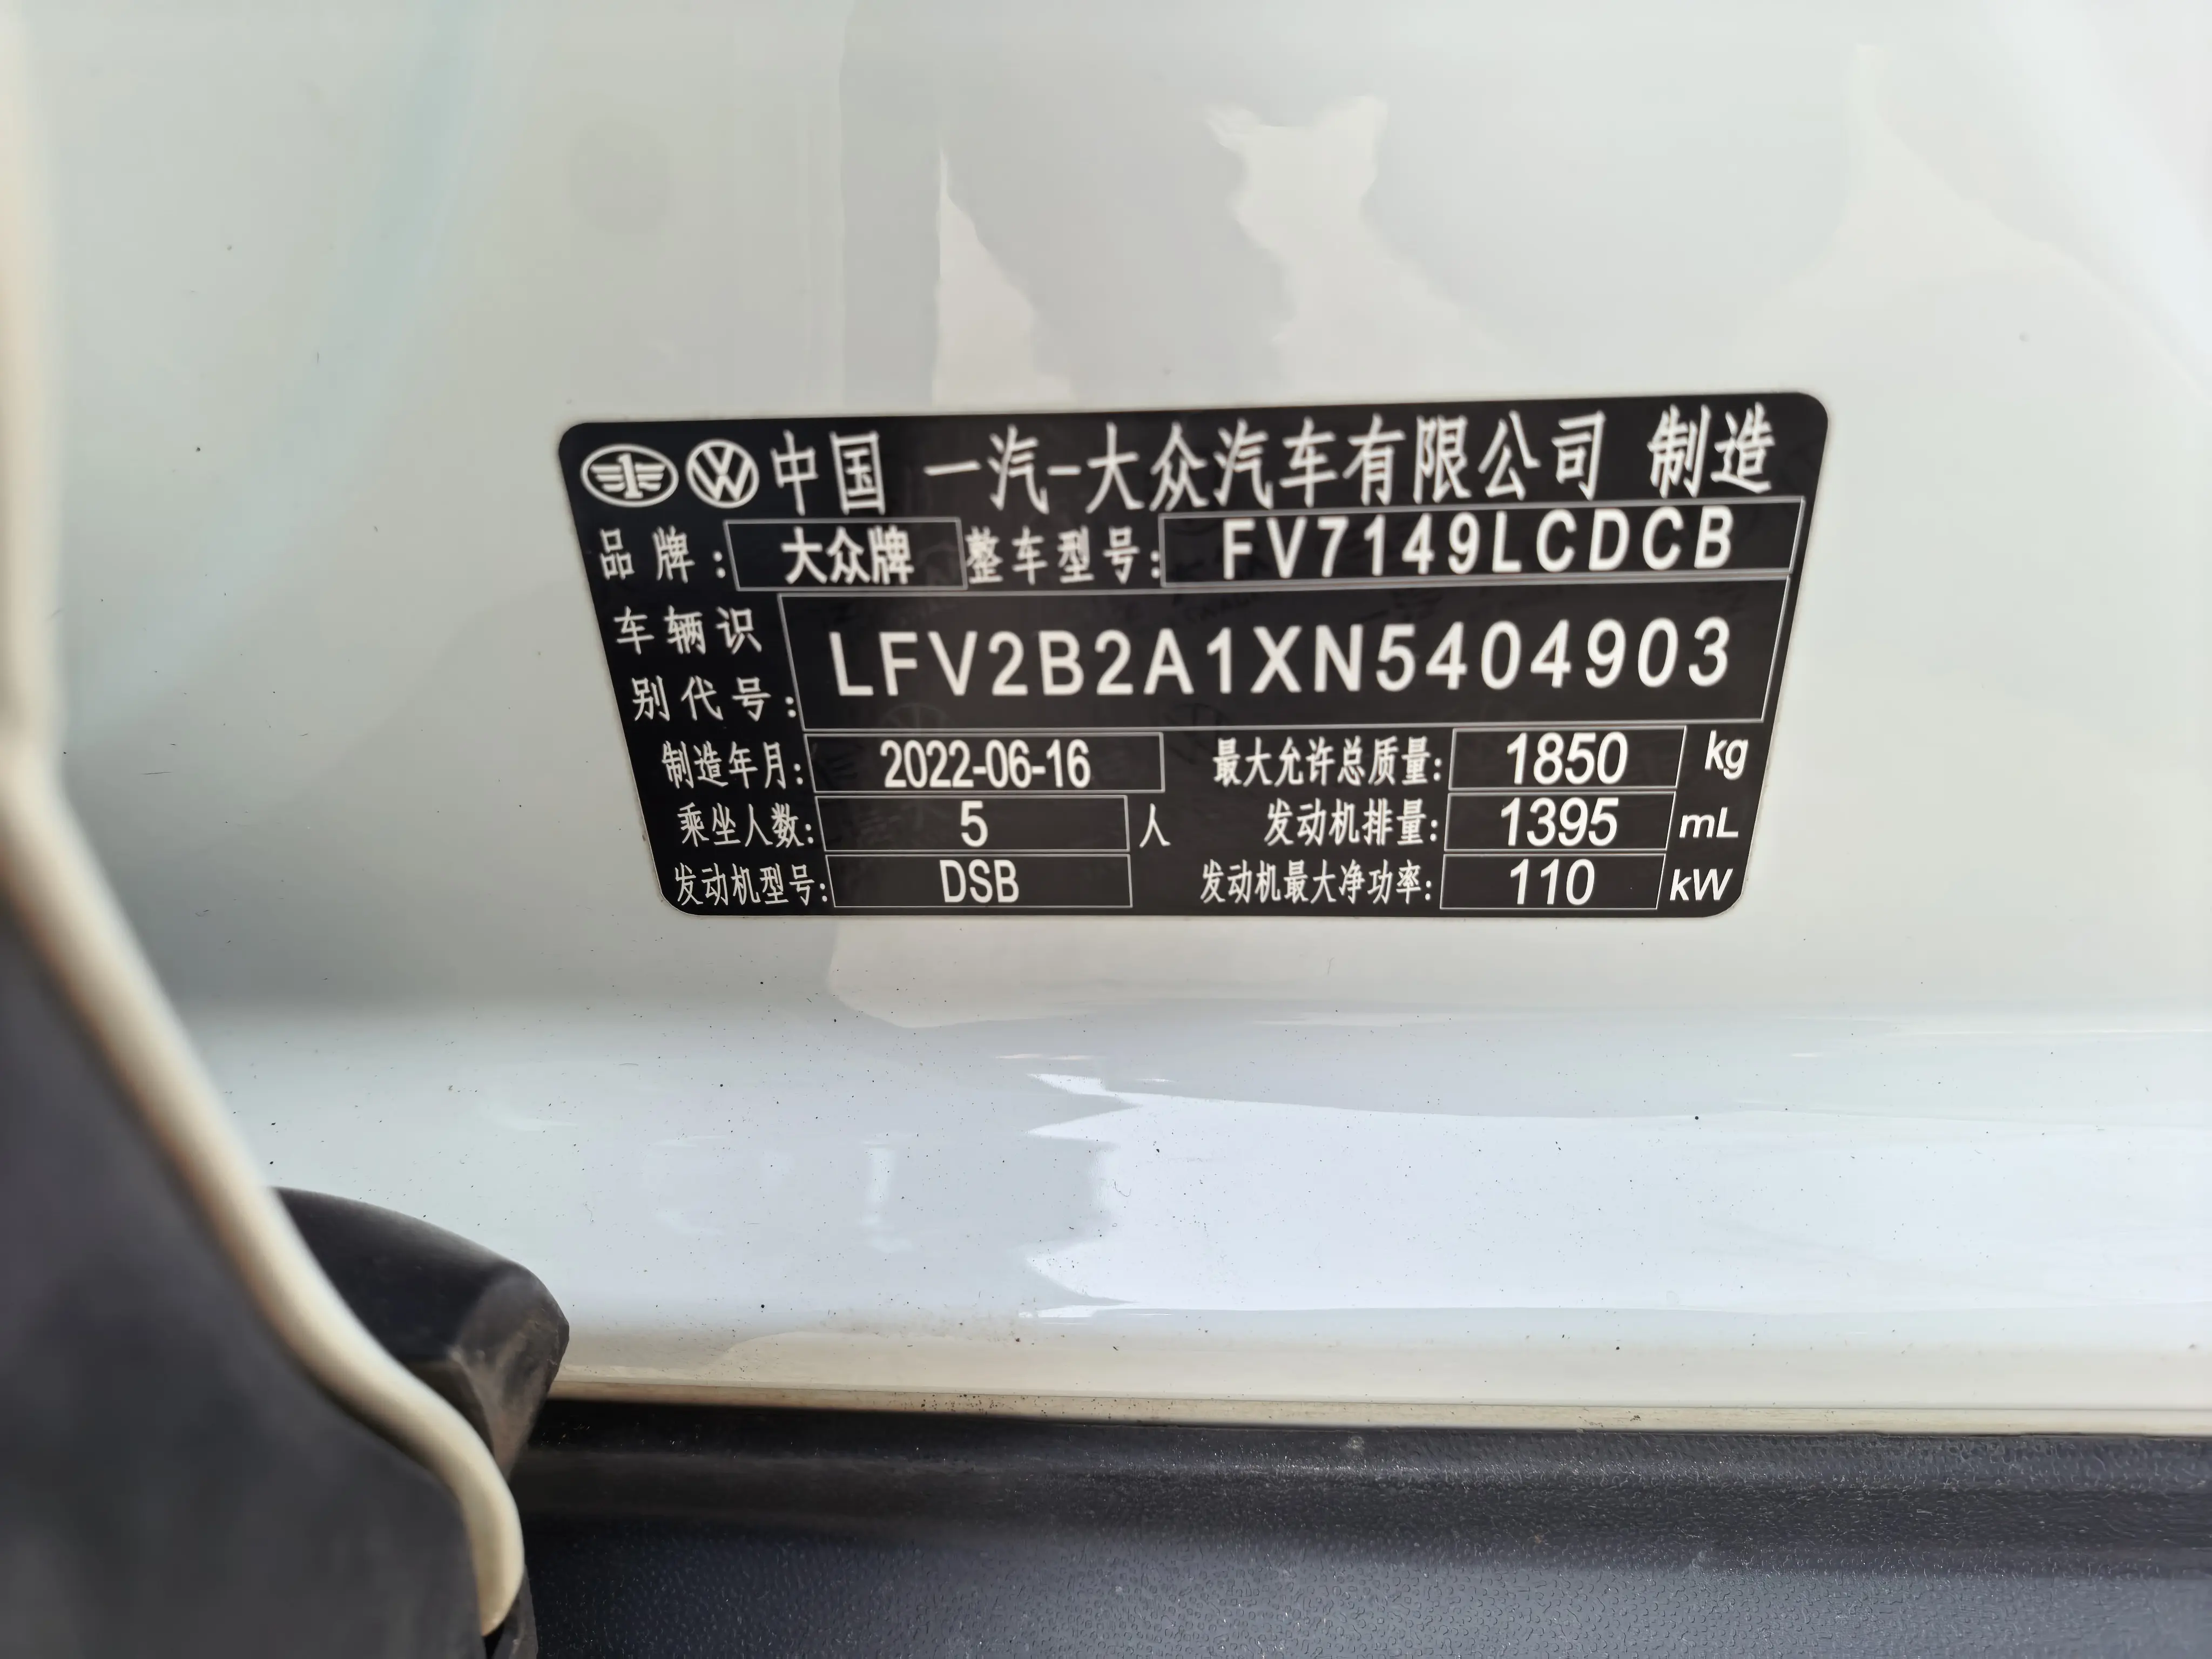 中国 一汽-大众汽车有限公司 制造
品牌: 大众牌 整车型号: FV7149LCDCB
车辆识别代号: LFV2B2A1XN5404903
制造年月: 2022-06-16 最大允许总质量: 1850 kg
乘坐人数: 5 人 发动机排量: 1395 mL
发动机型号: DSB 发动机最大净功率: 110 kW